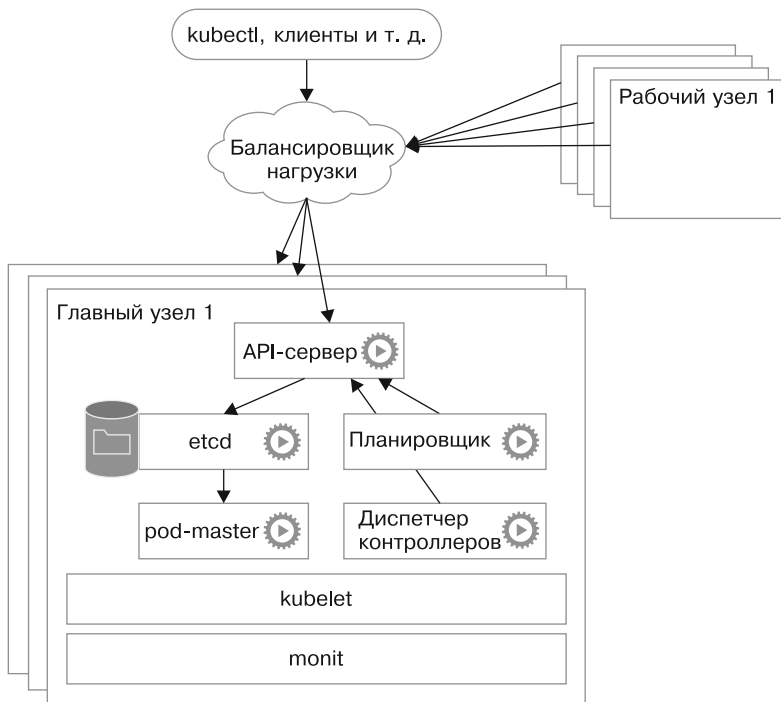 kubectl, клиенты и т. д.
Рабочий узел 1
Балансировщик
нагрузки
Главный узел 1
API-сервер
etcd
Планировщик
pod-master
Диспетчер
контроллеров
kubelet
monit